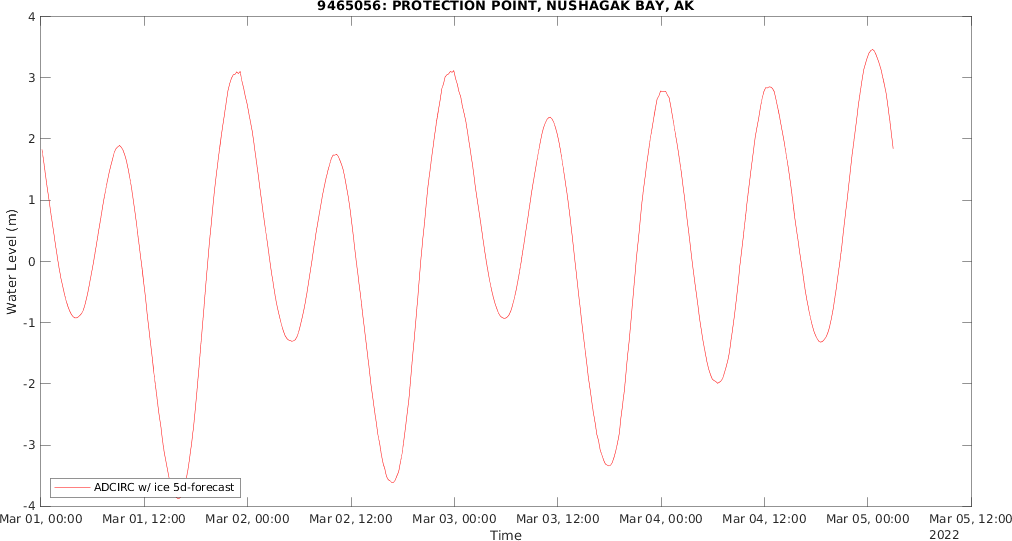 9465056: PROTECTION POINT, NUSHAGAK BAY, AK
Water Level (m)
4
3
2
1
0
-1
-2
-3
-4
ADCIRC w/ ice 5d-forecast
Mar 01, 00:00 Mar 01, 12:00 Mar 02, 00:00 Mar 02, 12:00 Mar 03, 00:00 Mar 03, 12:00 Mar 04, 00:00 Mar 04, 12:00 Mar 05, 00:00 Mar 05, 12:00
Time
2022